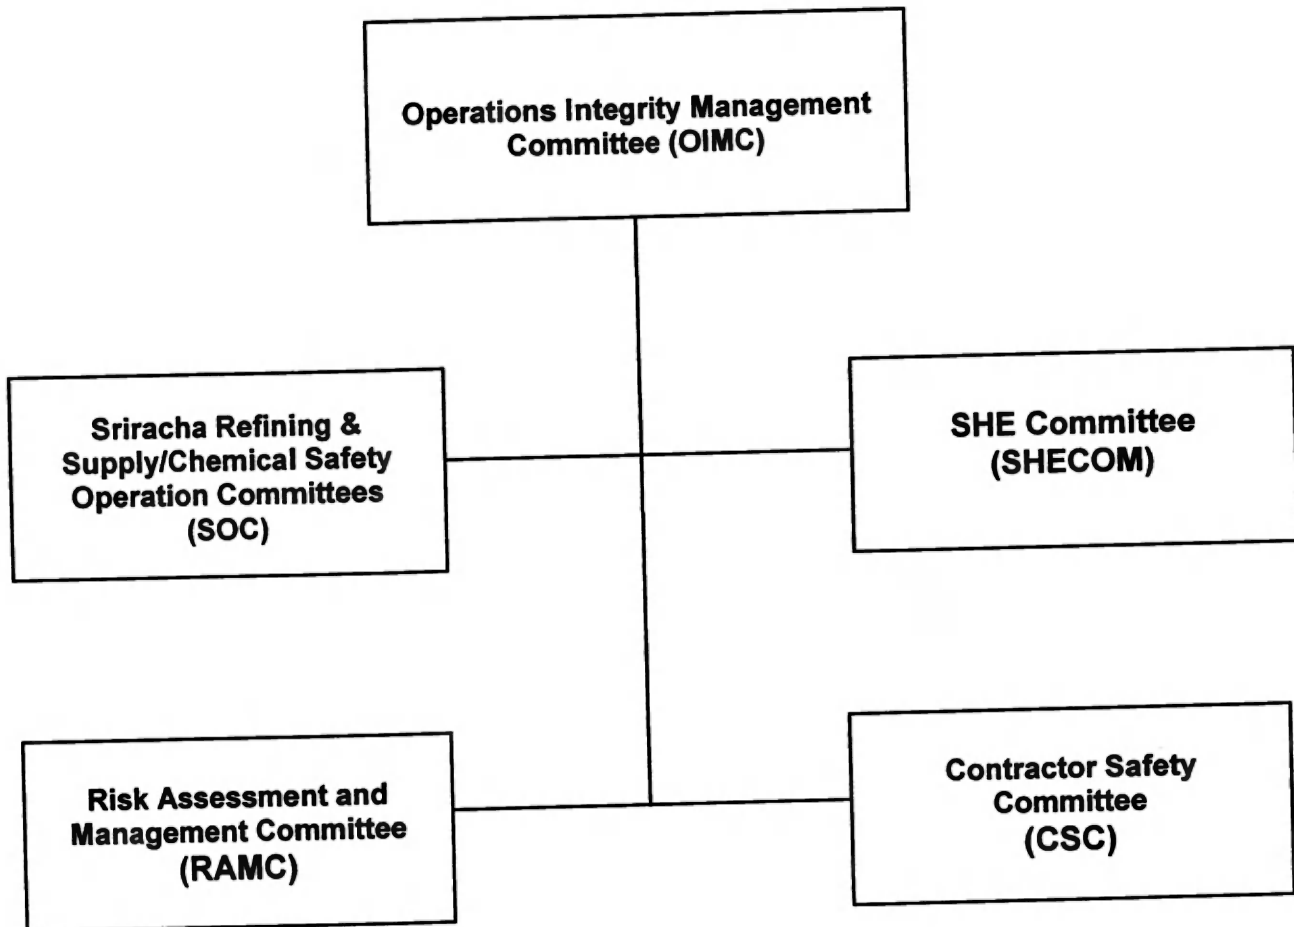 Operations Integrity Management
Committee (OIMC)
Sriracha Refining &
Supply/Chemical Safety
Operation Committees
(SOC)
SHE Committee
(SHECOM)
Risk Assessment and
Management Committee
(RAMC)
Contractor Safety
Committee
(CSC)